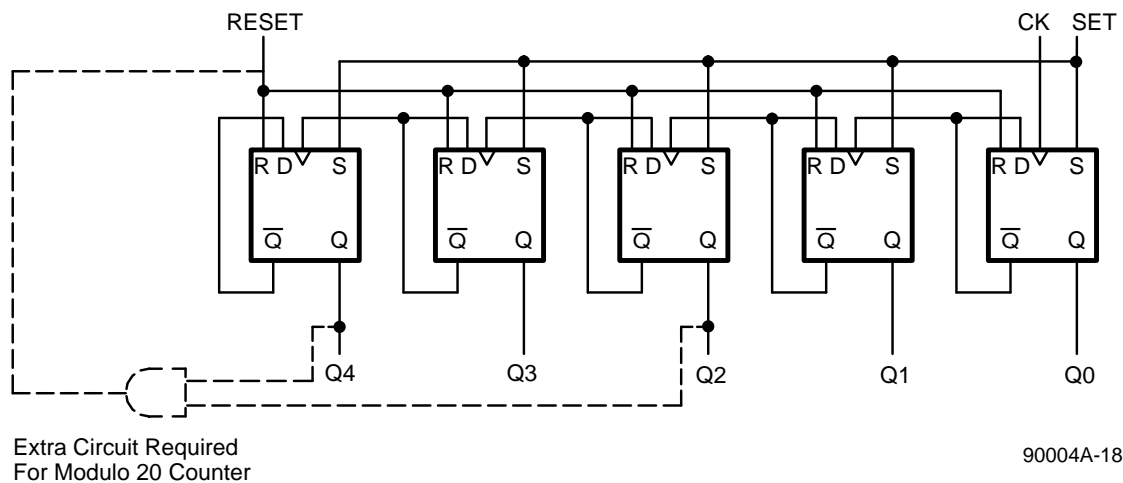 RESET CK SET
R D S R D S R D S R D S R D S
Q̅ Q Q̅ Q Q̅ Q Q̅ Q Q̅ Q
Q4 Q3 Q2 Q1 Q0
Extra Circuit Required
For Modulo 20 Counter
90004A-18